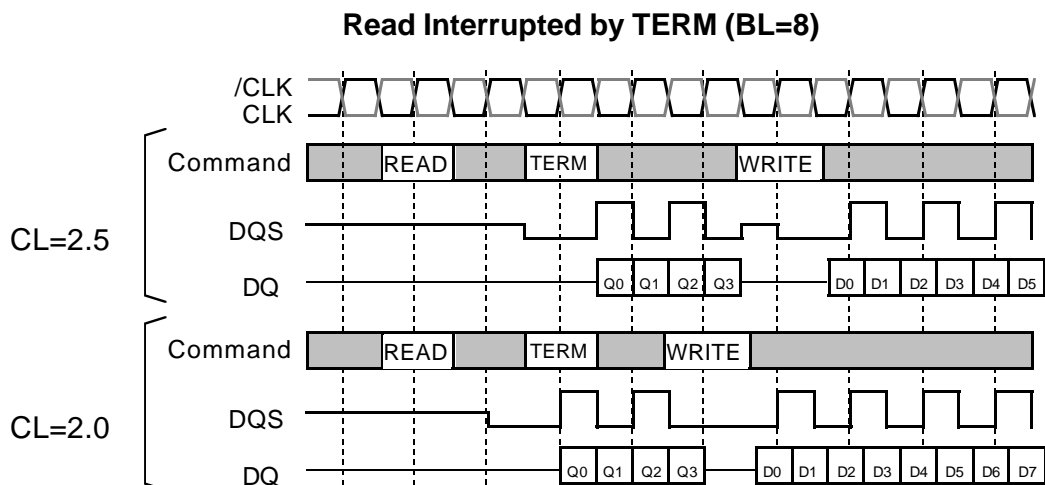 Read Interrupted by TERM (BL=8)
/CLK
CLK
Command READ TERM WRITE
DQS
CL=2.5
DQ Q0 Q1 Q2 Q3 D0 D1 D2 D3 D4 D5
Command READ TERM WRITE
DQS
CL=2.0
DQ Q0 Q1 Q2 Q3 D0 D1 D2 D3 D4 D5 D6 D7